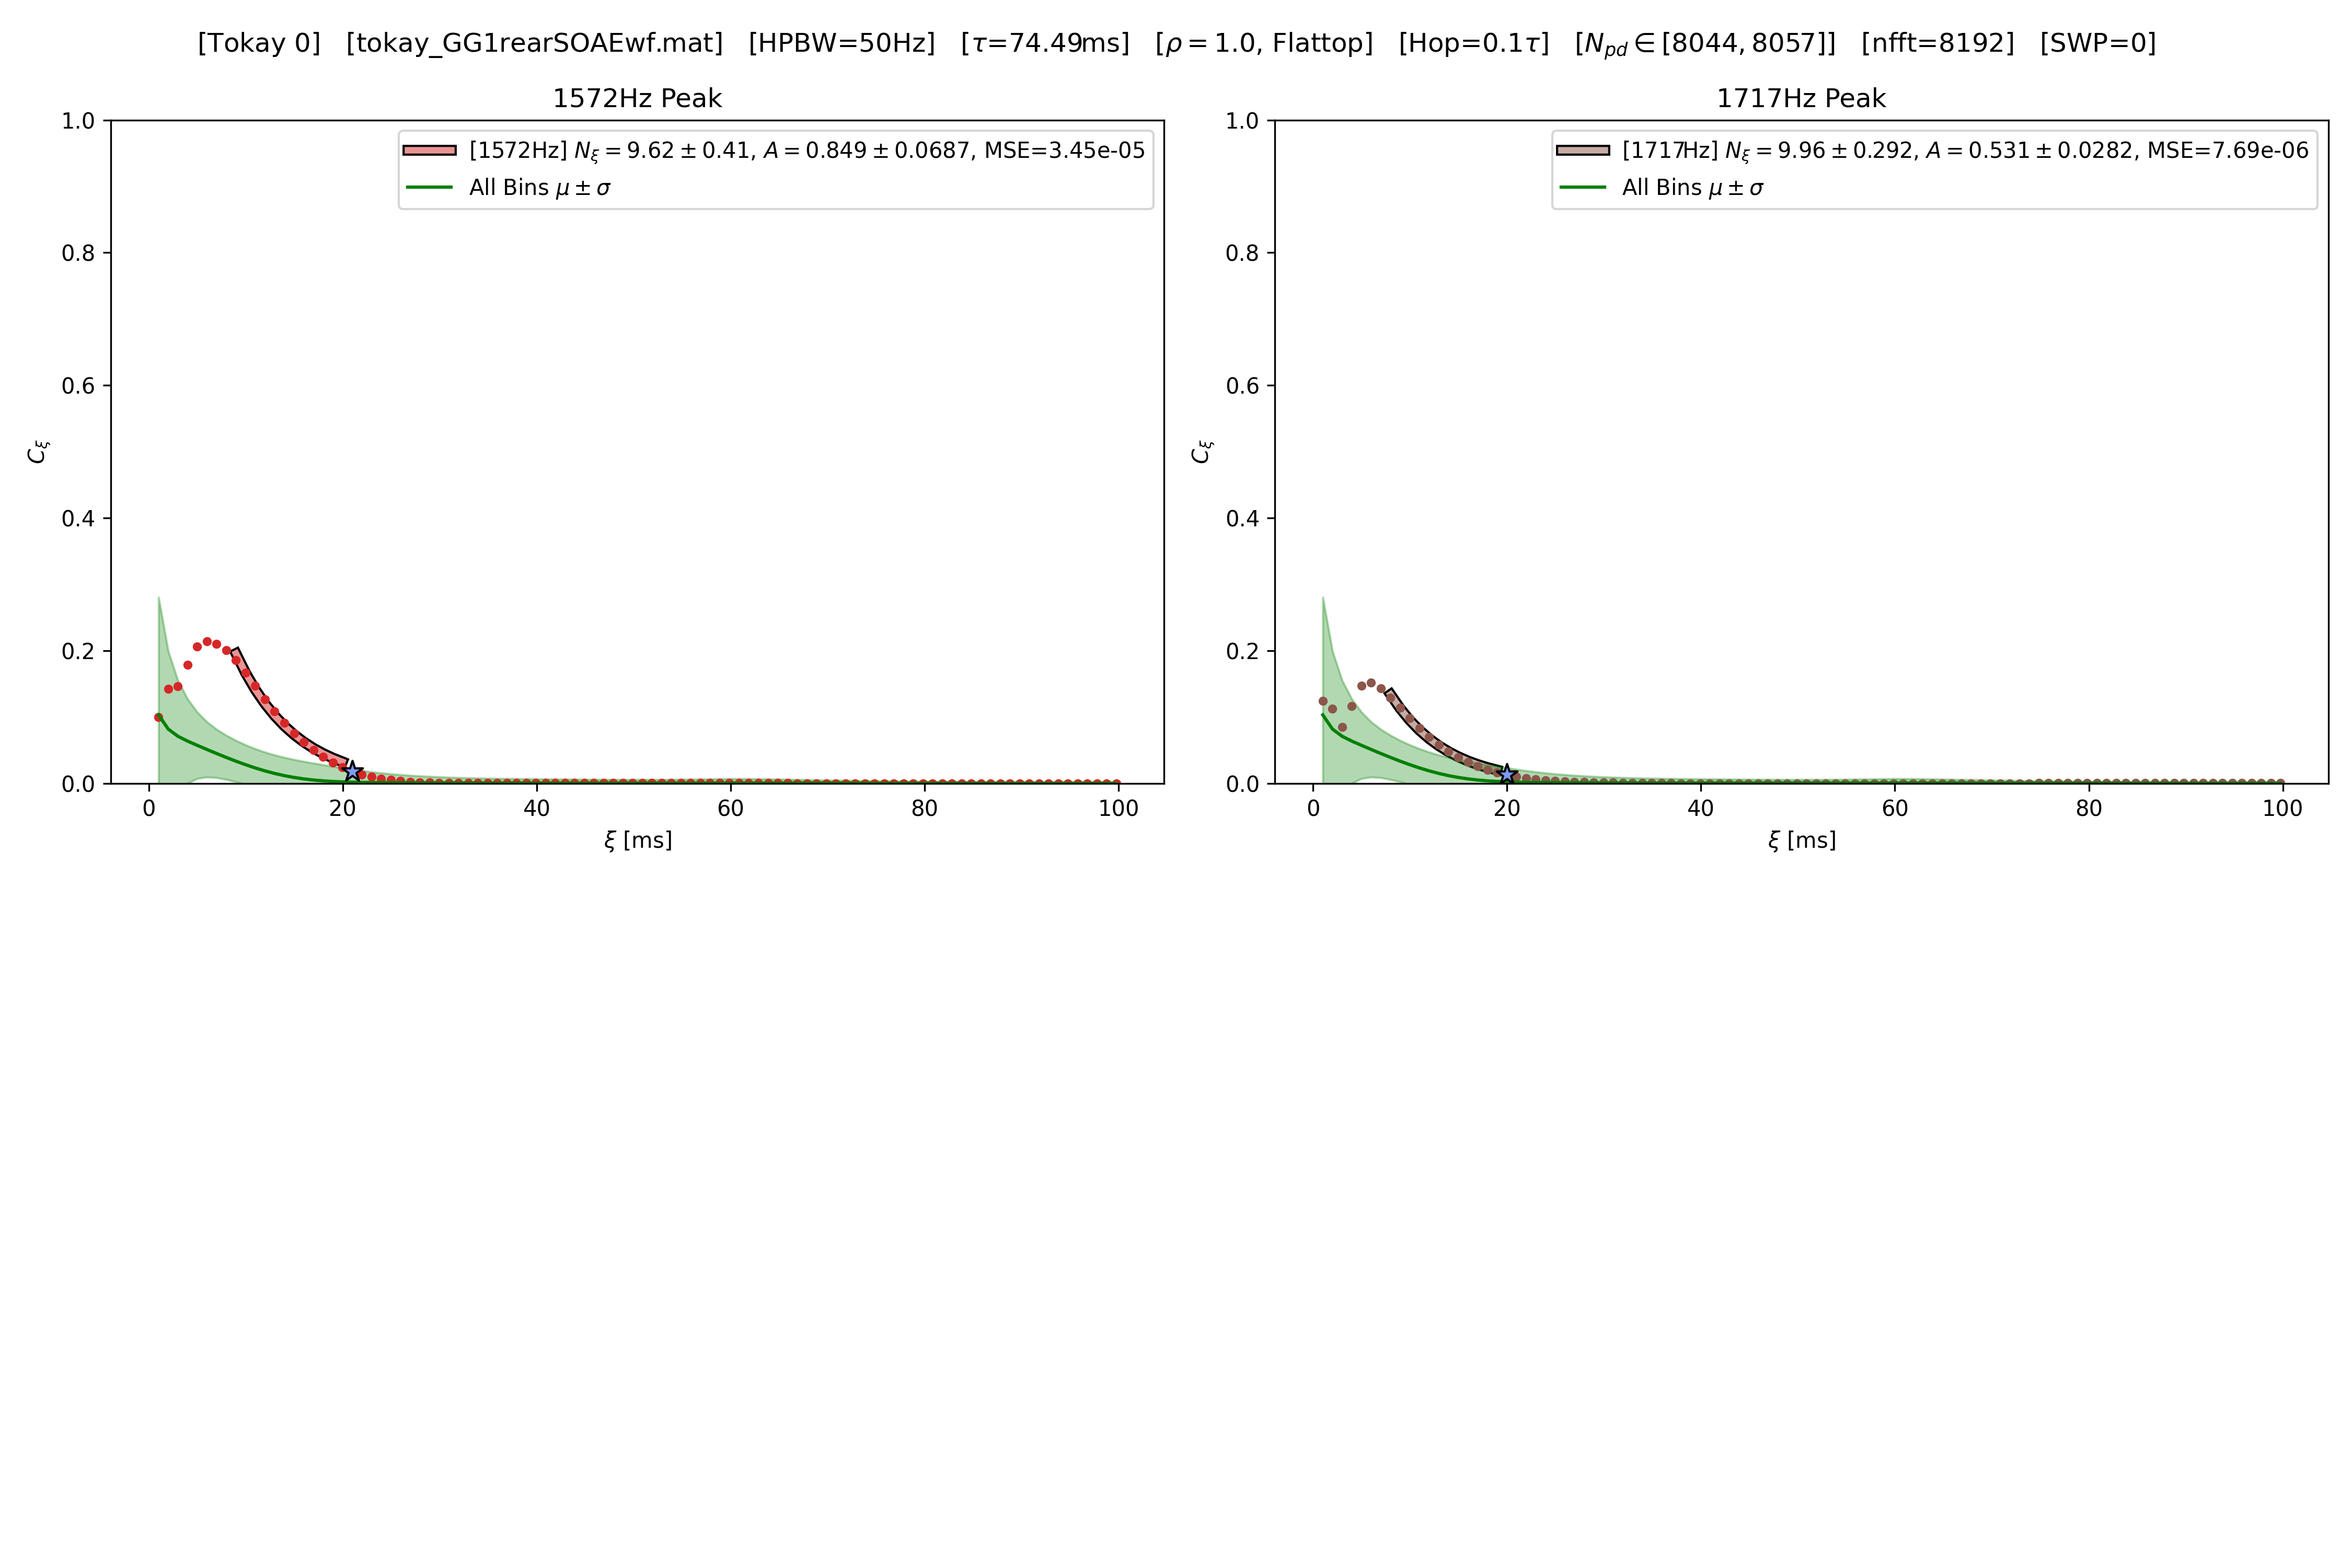 [Tokay 0] [tokay_GG1rearSOAEwf.mat] [HPBW=50Hz] [τ=74.49ms] [ρ = 1.0, Flattop] [Hop=0.1τ] [N_pd ∈ [8044, 8057]] [nfft=8192] [SWP=0]
1572Hz Peak
[1572Hz] N_ξ = 9.62 ± 0.41, A = 0.849 ± 0.0687, MSE=3.45e-05
All Bins μ ± σ
1.0
0.8
0.6
0.4
0.2
0.0
C_ξ
0 20 40 60 80 100
ξ [ms]
1717Hz Peak
[1717Hz] N_ξ = 9.96 ± 0.292, A = 0.531 ± 0.0282, MSE=7.69e-06
All Bins μ ± σ
1.0
0.8
0.6
0.4
0.2
0.0
C_ξ
0 20 40 60 80 100
ξ [ms]